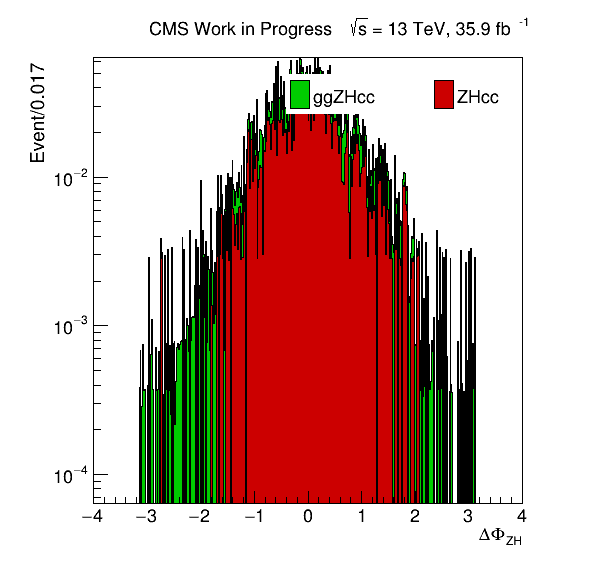 CMS Work in Progress √s = 13 TeV, 35.9 fb⁻¹
Event/0.017
ggZHcc ZHcc
10⁻²
10⁻³
10⁻⁴
−4 −3 −2 −1 0 1 2 3 4
ΔΦ_ZH